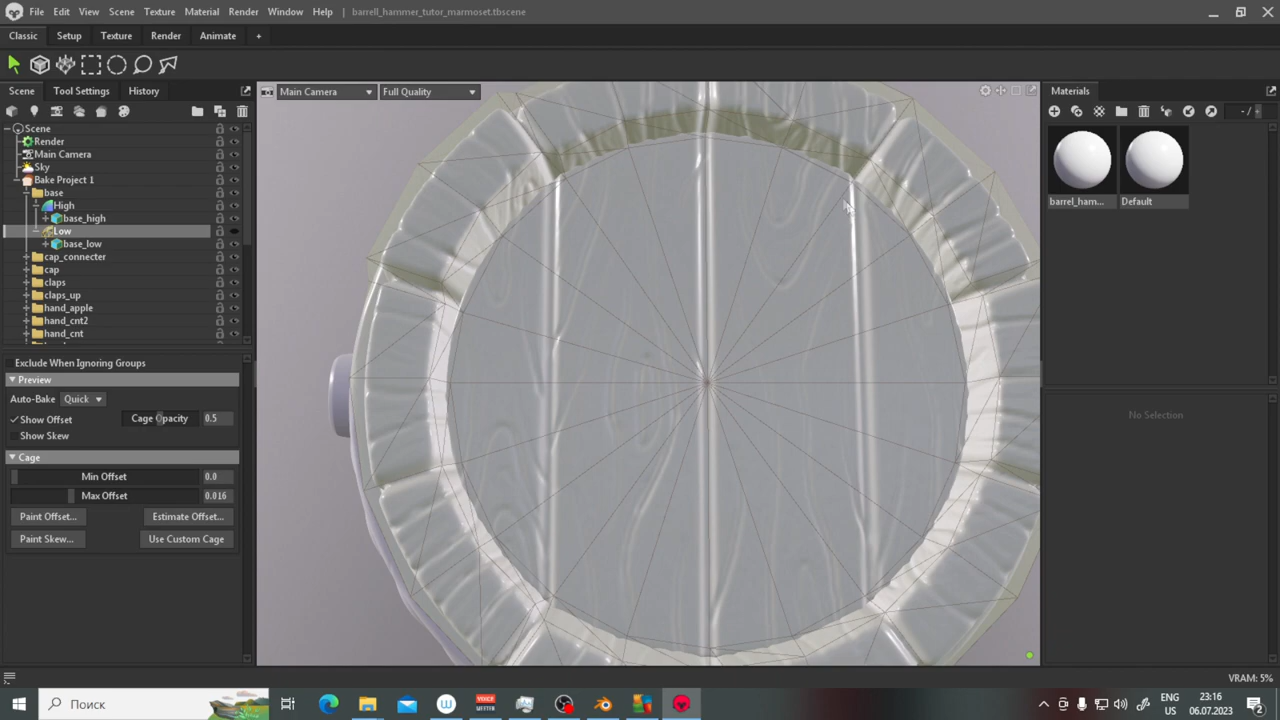 File Edit View Scene Texture Material Render Window Help barrell_hammer_tutor_marmoset.tbscene
Classic Setup Texture Render Animate +
Scene Tool Settings History Main Camera Full Quality Materials
- /
Scene
Render
Main Camera
Sky
Bake Project 1
base
High
base_high
Low
base_low
cap_connecter
cap
claps
claps_up
hand_apple
hand_cnt2
hand_cnt
barrel_ham... Default
Exclude When Ignoring Groups
Preview
Auto-Bake Quick
Show Offset Cage Opacity 0.5
Show Skew
No Selection
Cage
Min Offset 0.0
Max Offset 0.016
Paint Offset... Estimate Offset...
Paint Skew... Use Custom Cage
VRAM: 5%
Поиск VOICE ENG 23:16
US 06.07.2023 2